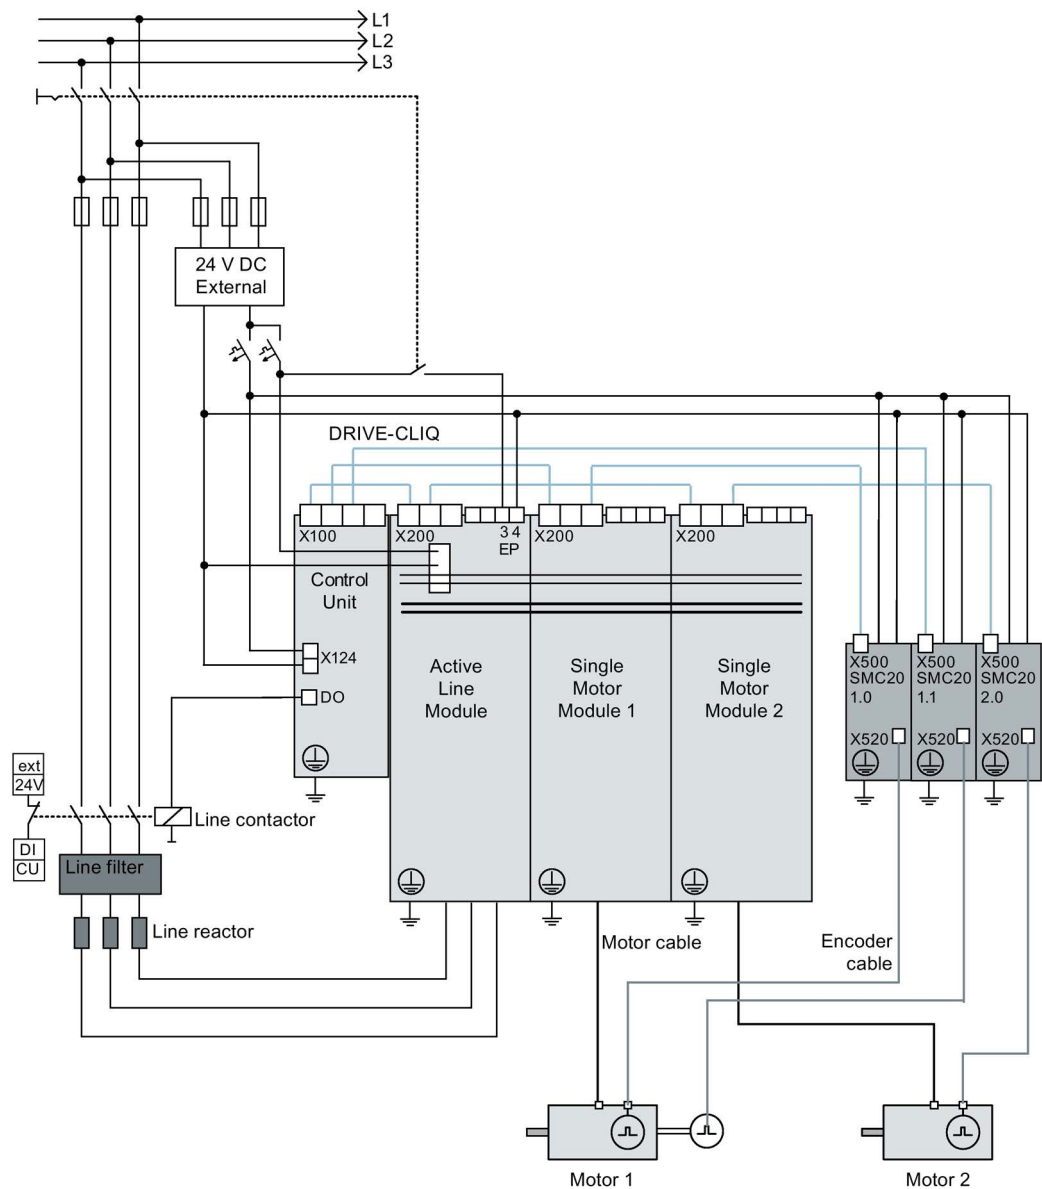 L1
L2
L3
24 V DC
External
DRIVE-CLIQ
X100
X200
3 4
EP
X200
X200
Control
Unit
X124
DO
Active
Line
Module
Single
Motor
Module 1
Single
Motor
Module 2
X500
SMC20
1.0
X520
X500
SMC20
1.1
X520
X500
SMC20
2.0
X520
ext
24V
DI
CU
Line contactor
Line filter
Line reactor
Motor cable
Encoder
cable
Motor 1
Motor 2